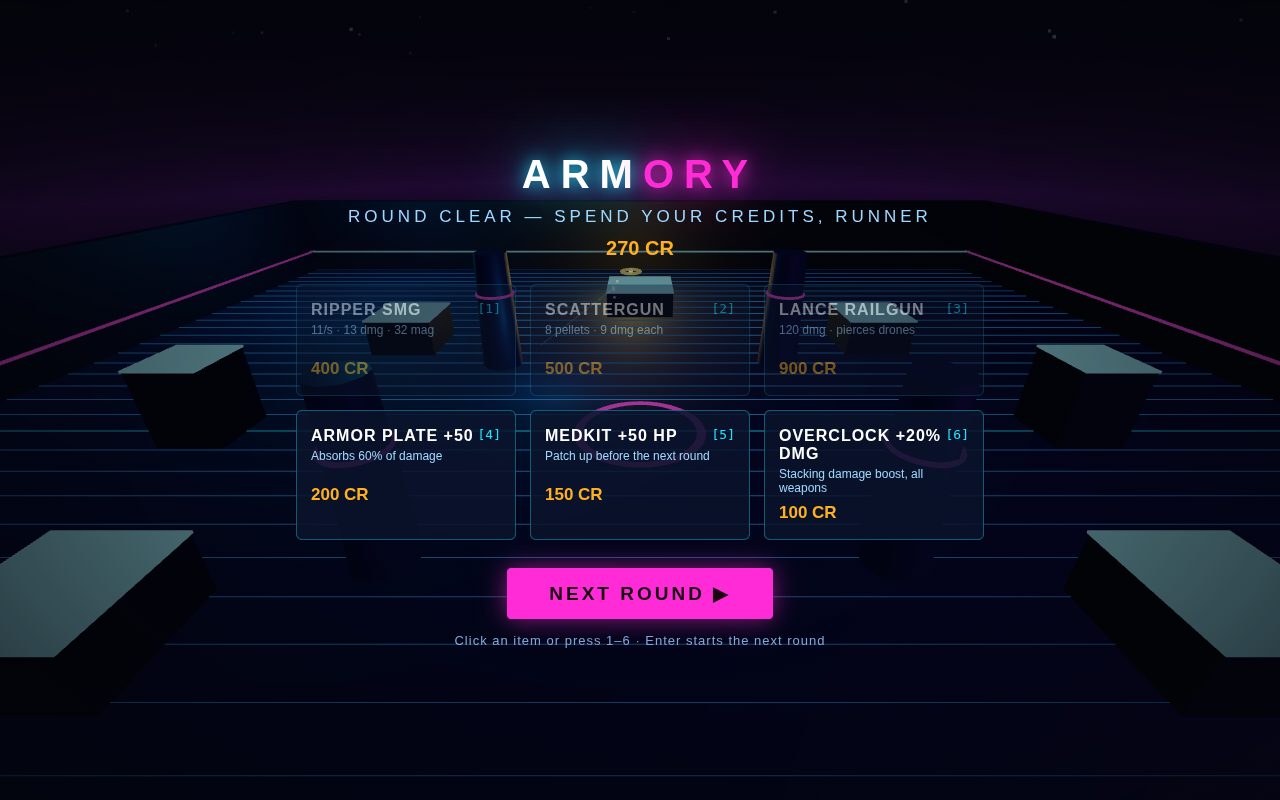 ARMORY
ROUND CLEAR — SPEND YOUR CREDITS, RUNNER
270 CR
RIPPER SMG [1]
11/s · 13 dmg · 32 mag
400 CR
SCATTERGUN [2]
8 pellets · 9 dmg each
500 CR
LANCE RAILGUN [3]
120 dmg · pierces drones
900 CR
ARMOR PLATE +50 [4]
Absorbs 60% of damage
200 CR
MEDKIT +50 HP [5]
Patch up before the next round
150 CR
OVERCLOCK +20% [6]
DMG
Stacking damage boost, all
weapons
100 CR
NEXT ROUND ▶
Click an item or press 1–6 · Enter starts the next round